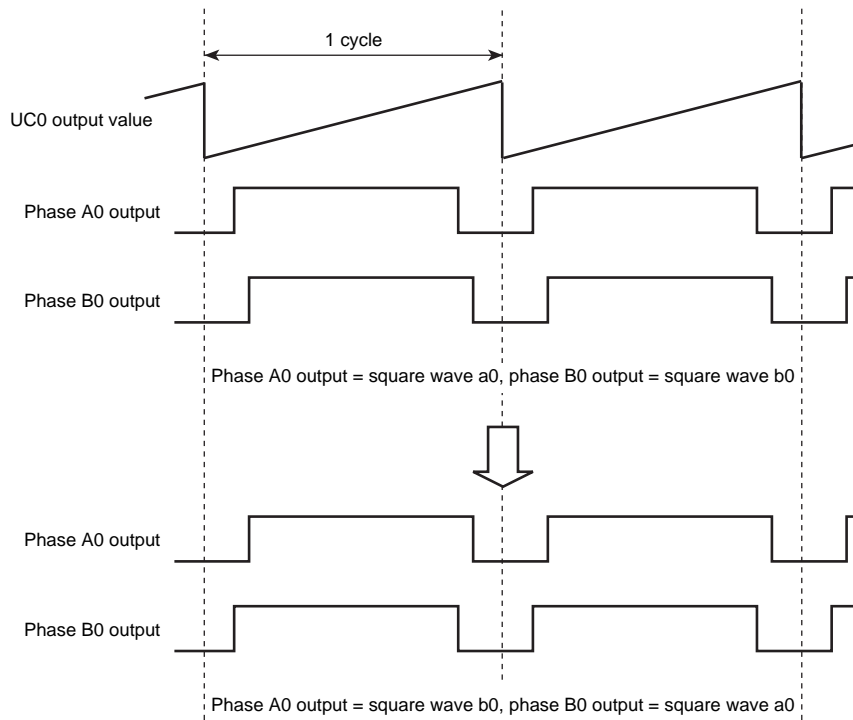 1 cycle
UC0 output value
Phase A0 output
Phase B0 output
Phase A0 output = square wave a0, phase B0 output = square wave b0
Phase A0 output
Phase B0 output
Phase A0 output = square wave b0, phase B0 output = square wave a0